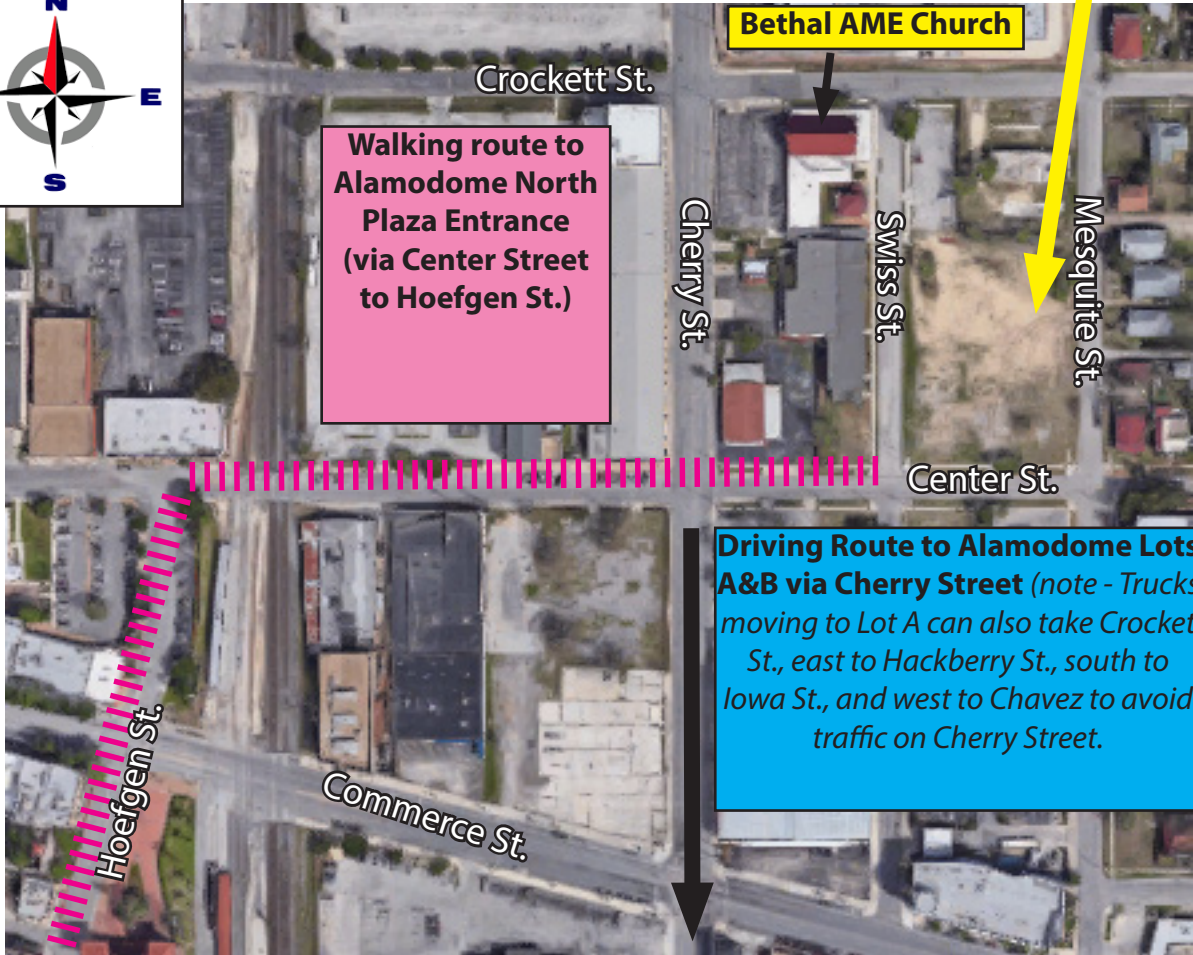 N
E
S
Bethal AME Church
Crockett St.
Walking route to
Alamodome North
Plaza Entrance
(via Center Street
to Hoefgen St.)
Cherry St.
Swiss St.
Mesquite St.
Center St.
Driving Route to Alamodome Lots
A&B via Cherry Street (note - Trucks
moving to Lot A can also take Crocket
St., east to Hackberry St., south to
Iowa St., and west to Chavez to avoid
traffic on Cherry Street.
Hoefgen St.
Commerce St.